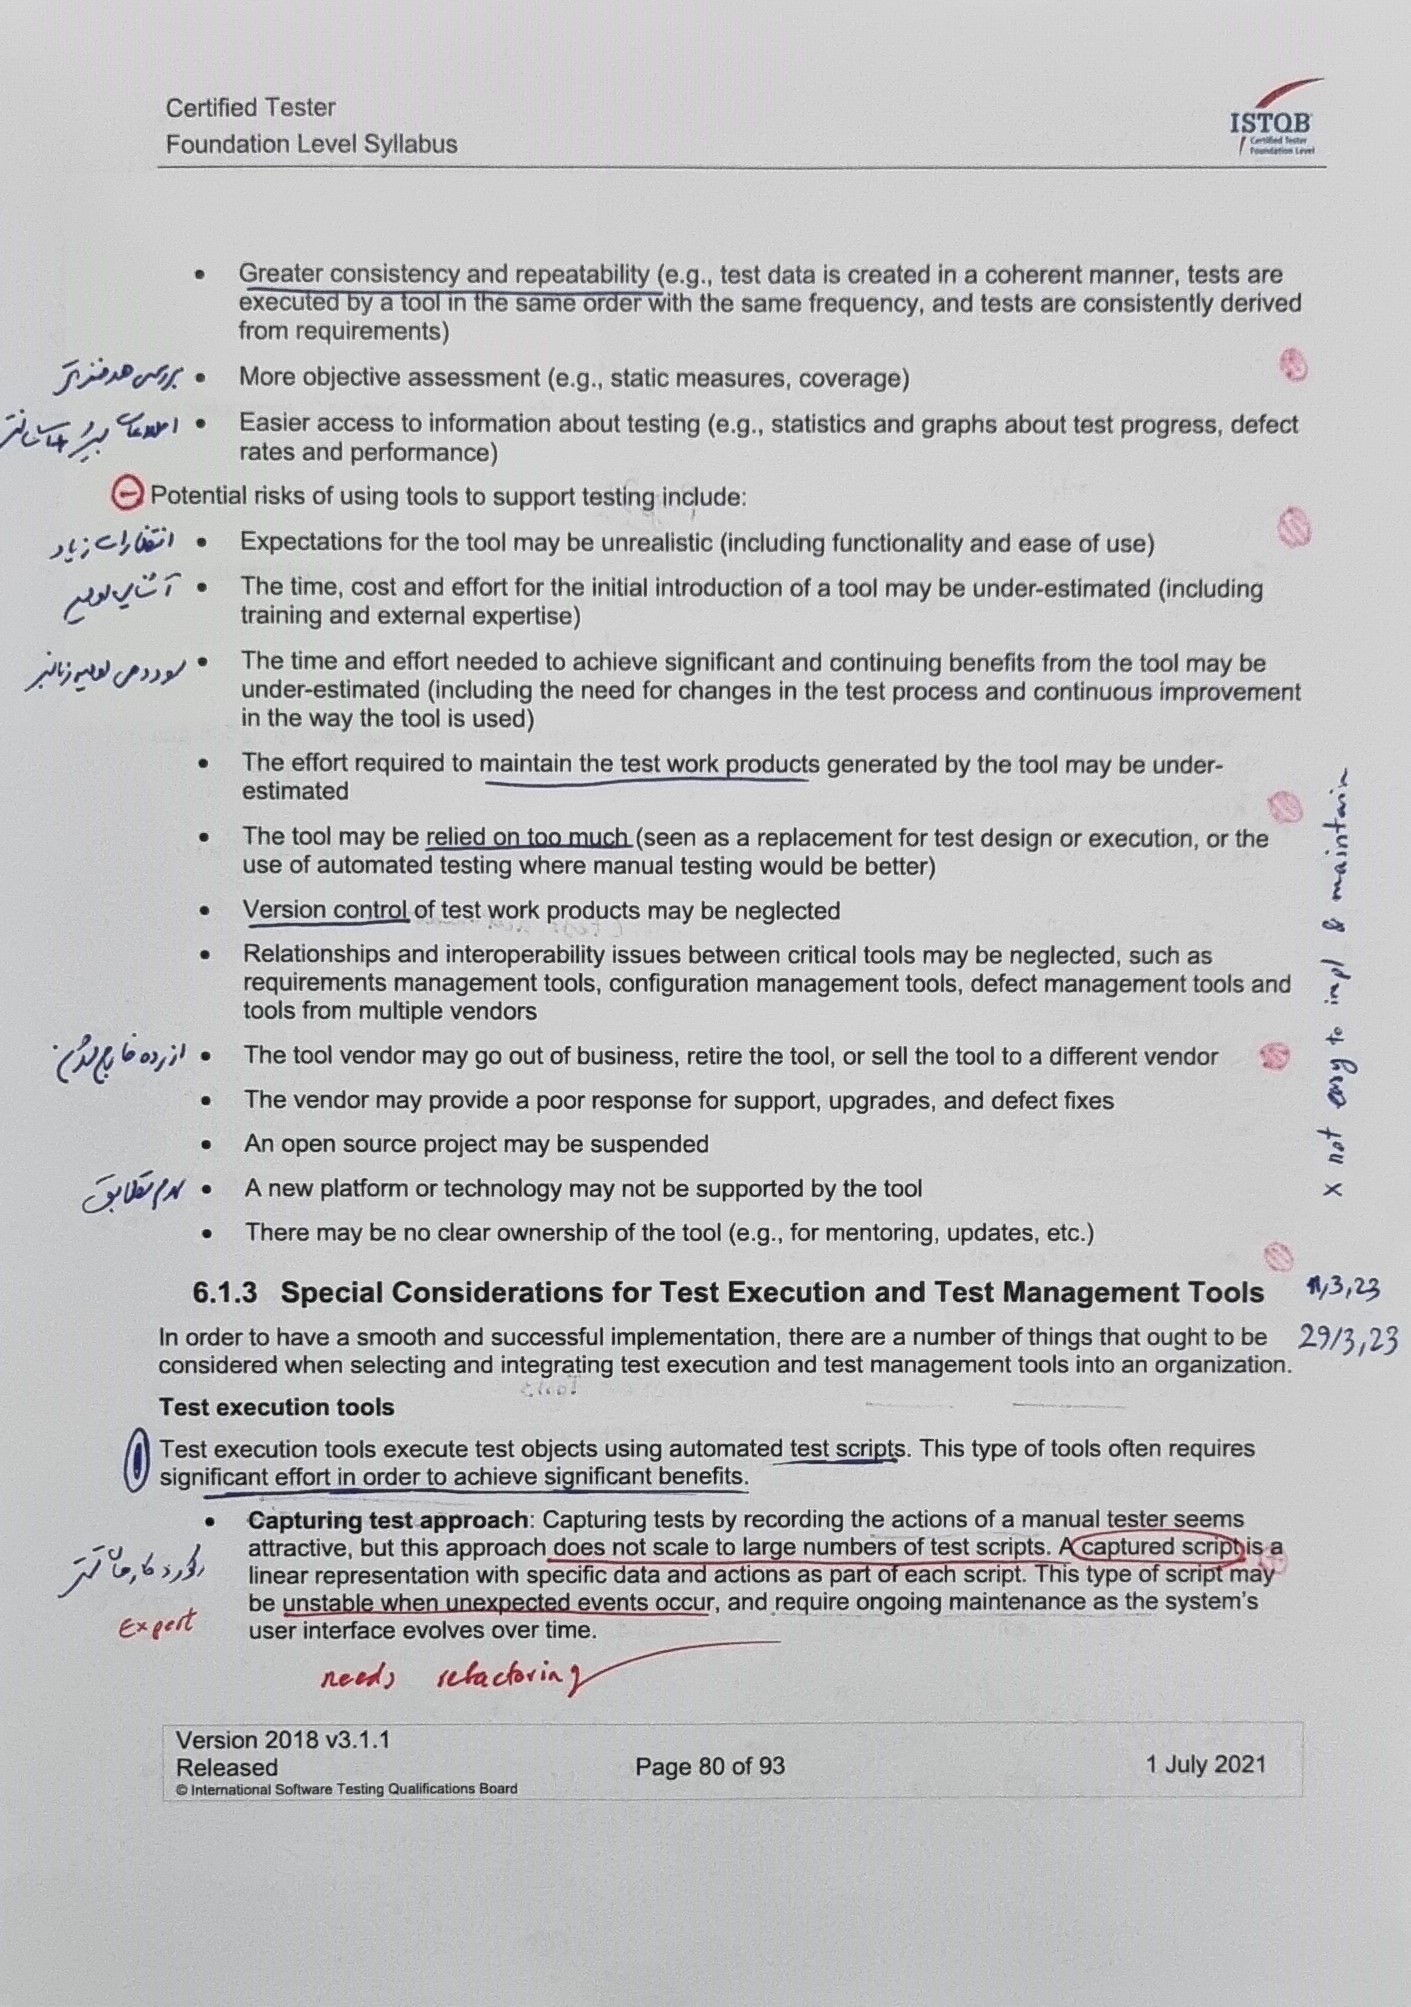 Certified Tester
Foundation Level Syllabus
ISTQB
Certified Tester
Foundation Level
• Greater consistency and repeatability (e.g., test data is created in a coherent manner, tests are
executed by a tool in the same order with the same frequency, and tests are consistently derived
from requirements)
• More objective assessment (e.g., static measures, coverage)
• Easier access to information about testing (e.g., statistics and graphs about test progress, defect
rates and performance)
Potential risks of using tools to support testing include:
انتظارات زیاد
• Expectations for the tool may be unrealistic (including functionality and ease of use)
• The time, cost and effort for the initial introduction of a tool may be under-estimated (including
training and external expertise)
• The time and effort needed to achieve significant and continuing benefits from the tool may be
under-estimated (including the need for changes in the test process and continuous improvement
in the way the tool is used)
• The effort required to maintain the test work products generated by the tool may be under-
estimated
• The tool may be relied on too much (seen as a replacement for test design or execution, or the
use of automated testing where manual testing would be better)
• Version control of test work products may be neglected
• Relationships and interoperability issues between critical tools may be neglected, such as
requirements management tools, configuration management tools, defect management tools and
tools from multiple vendors
x not easy to impl & maintain
از رده خارج شدن
• The tool vendor may go out of business, retire the tool, or sell the tool to a different vendor
• The vendor may provide a poor response for support, upgrades, and defect fixes
• An open source project may be suspended
عدم تطابق
• A new platform or technology may not be supported by the tool
• There may be no clear ownership of the tool (e.g., for mentoring, updates, etc.)
6.1.3 Special Considerations for Test Execution and Test Management Tools
In order to have a smooth and successful implementation, there are a number of things that ought to be
29/3,23
considered when selecting and integrating test execution and test management tools into an organization.
Test execution tools
Test execution tools execute test objects using automated test scripts. This type of tools often requires
significant effort in order to achieve significant benefits.
• Capturing test approach: Capturing tests by recording the actions of a manual tester seems
attractive, but this approach does not scale to large numbers of test scripts. A captured script is a
linear representation with specific data and actions as part of each script. This type of script may
be unstable when unexpected events occur, and require ongoing maintenance as the system's
user interface evolves over time.
Expert
needs refactoring
Version 2018 v3.1.1
Released
© International Software Testing Qualifications Board
Page 80 of 93
1 July 2021